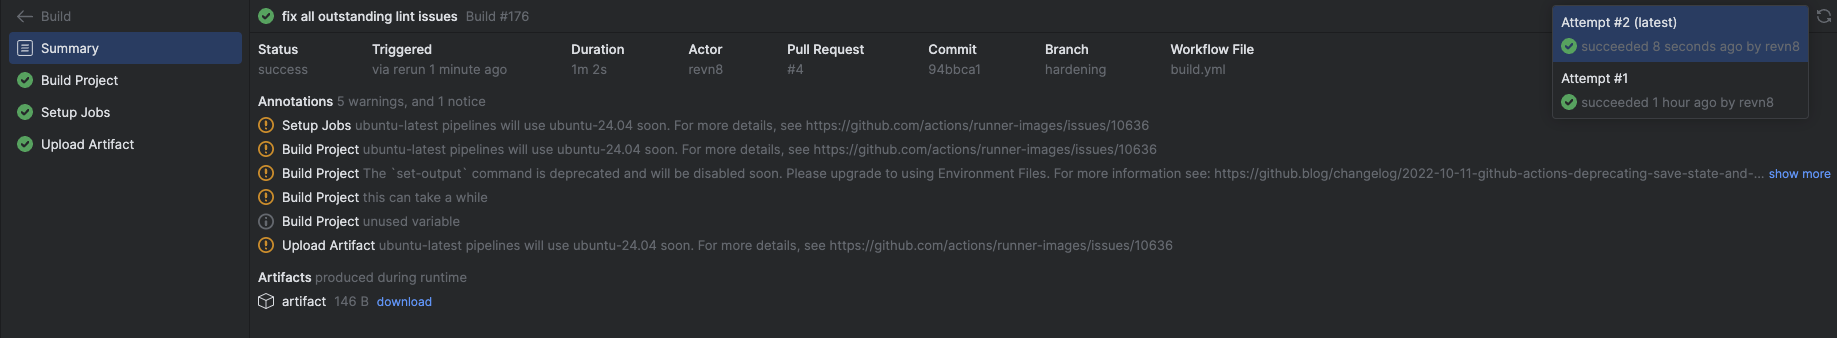 Build
Summary
Build Project
Setup Jobs
Upload Artifact
fix all outstanding lint issues Build #176
Status Triggered Duration Actor Pull Request Commit Branch Workflow File
success via rerun 1 minute ago 1m 2s revn8 #4 94bbca1 hardening build.yml
Annotations 5 warnings, and 1 notice
Setup Jobs ubuntu-latest pipelines will use ubuntu-24.04 soon. For more details, see https://github.com/actions/runner-images/issues/10636
Build Project ubuntu-latest pipelines will use ubuntu-24.04 soon. For more details, see https://github.com/actions/runner-images/issues/10636
Build Project The `set-output` command is deprecated and will be disabled soon. Please upgrade to using Environment Files. For more information see: https://github.blog/changelog/2022-10-11-github-actions-deprecating-save-state-and-... show more
Build Project this can take a while
Build Project unused variable
Upload Artifact ubuntu-latest pipelines will use ubuntu-24.04 soon. For more details, see https://github.com/actions/runner-images/issues/10636
Artifacts produced during runtime
artifact 146 B download
Attempt #2 (latest)
succeeded 8 seconds ago by revn8
Attempt #1
succeeded 1 hour ago by revn8